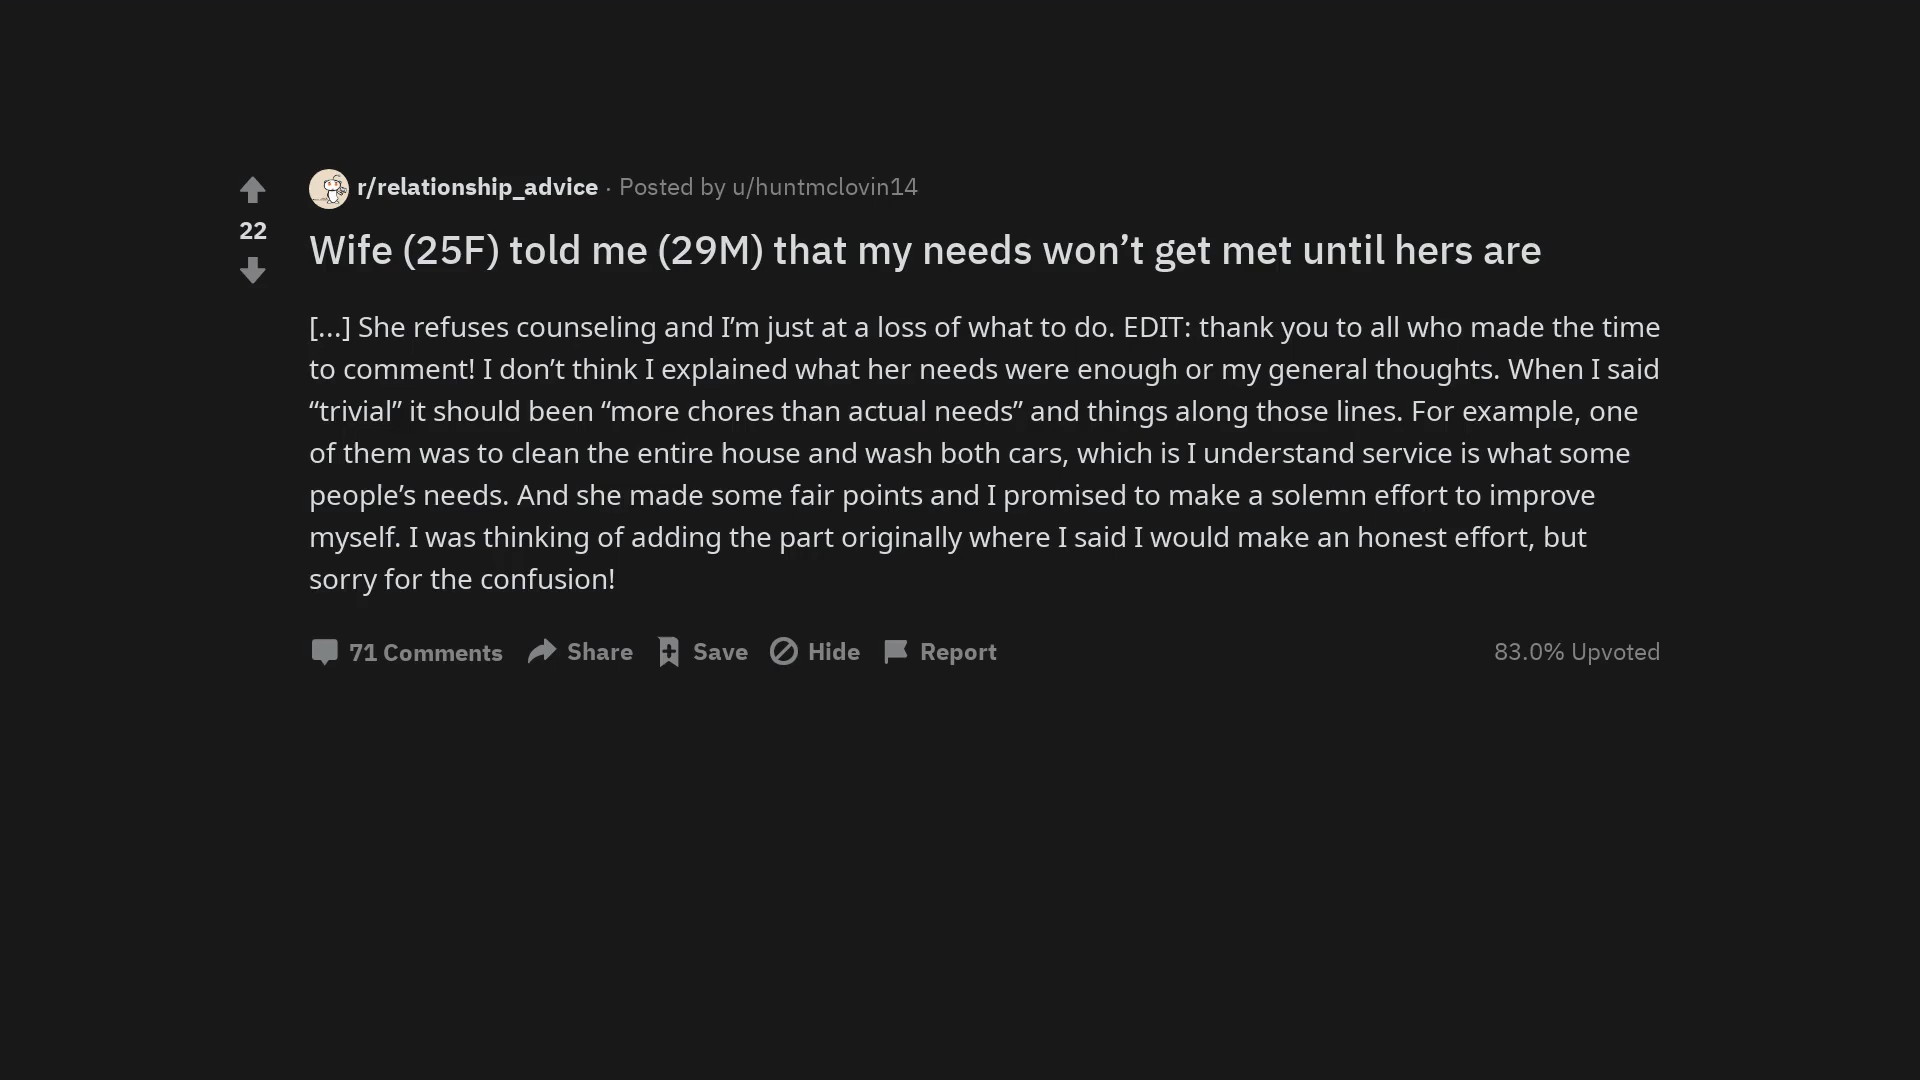 r/relationship_advice · Posted by u/huntmclovin14
22
Wife (25F) told me (29M) that my needs won’t get met until hers are
[...] She refuses counseling and I’m just at a loss of what to do. EDIT: thank you to all who made the time
to comment! I don’t think I explained what her needs were enough or my general thoughts. When I said
“trivial” it should been “more chores than actual needs” and things along those lines. For example, one
of them was to clean the entire house and wash both cars, which is I understand service is what some
people’s needs. And she made some fair points and I promised to make a solemn effort to improve
myself. I was thinking of adding the part originally where I said I would make an honest effort, but
sorry for the confusion!
71 Comments Share Save Hide Report 83.0% Upvoted